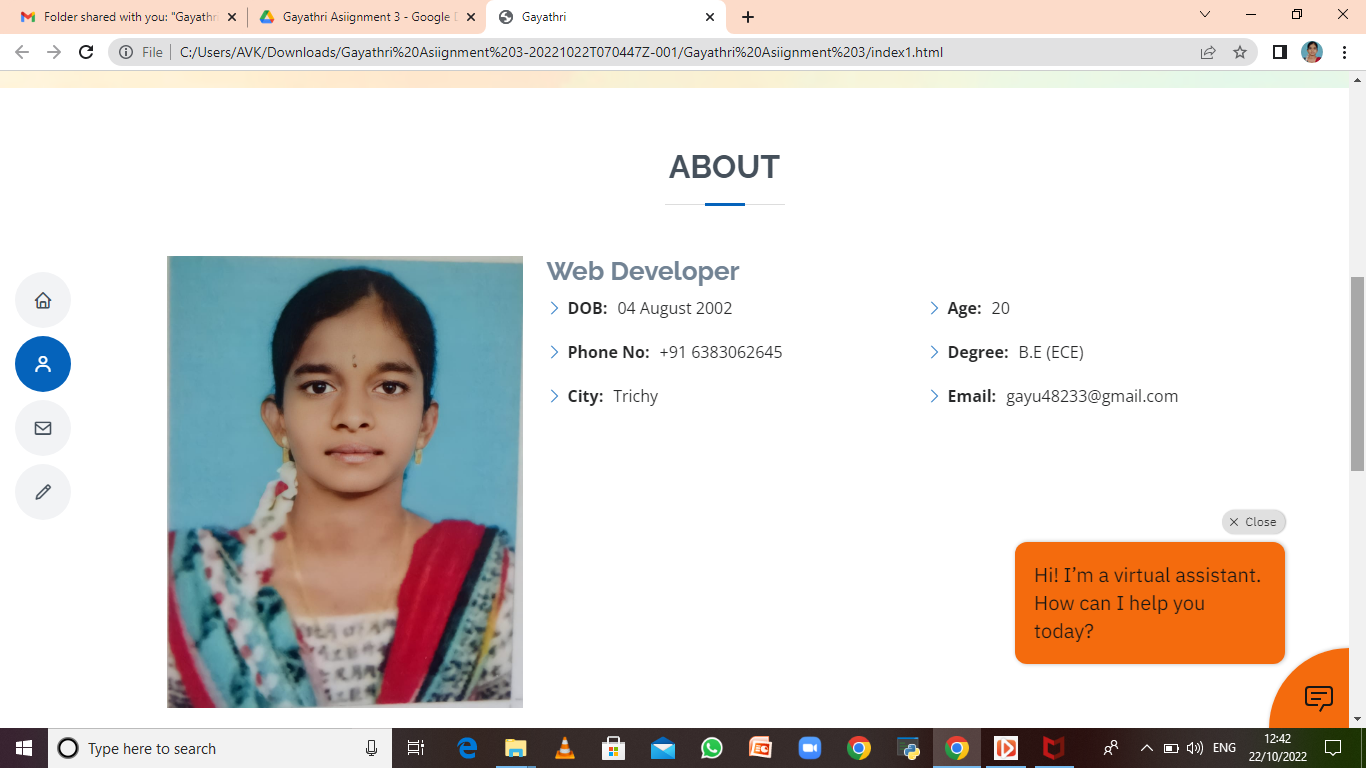 Folder shared with you: "Gayathri
Gayathri Asiignment 3 - Google D
Gayathri
File
C:/Users/AVK/Downloads/Gayathri%20Asiignment%203-20221022T070447Z-001/Gayathri%20Asiignment%203/index1.html
ABOUT
Web Developer
DOB: 04 August 2002
Age: 20
Phone No: +91 6383062645
Degree: B.E (ECE)
City: Trichy
Email: gayu48233@gmail.com
Close
Hi! I'm a virtual assistant.
How can I help you
today?
Type here to search
ENG
12:42
22/10/2022